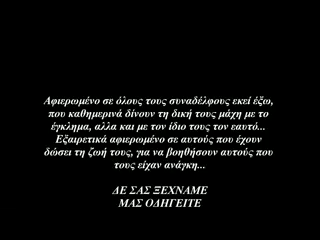 Αφιερωμένο σε όλους τους συναδέλφους εκεί έξω,
που καθημερινά δίνουν τη δική τους μάχη με το
έγκλημα, αλλα και με τον ίδιο τους τον εαυτό...
Εξαιρετικά αφιερωμένο σε αυτούς που έχουν
δώσει τη ζωή τους, για να βοηθήσουν αυτούς που
τους είχαν ανάγκη...
ΔΕ ΣΑΣ ΞΕΧΝΑΜΕ
ΜΑΣ ΟΔΗΓΕΙΤΕ